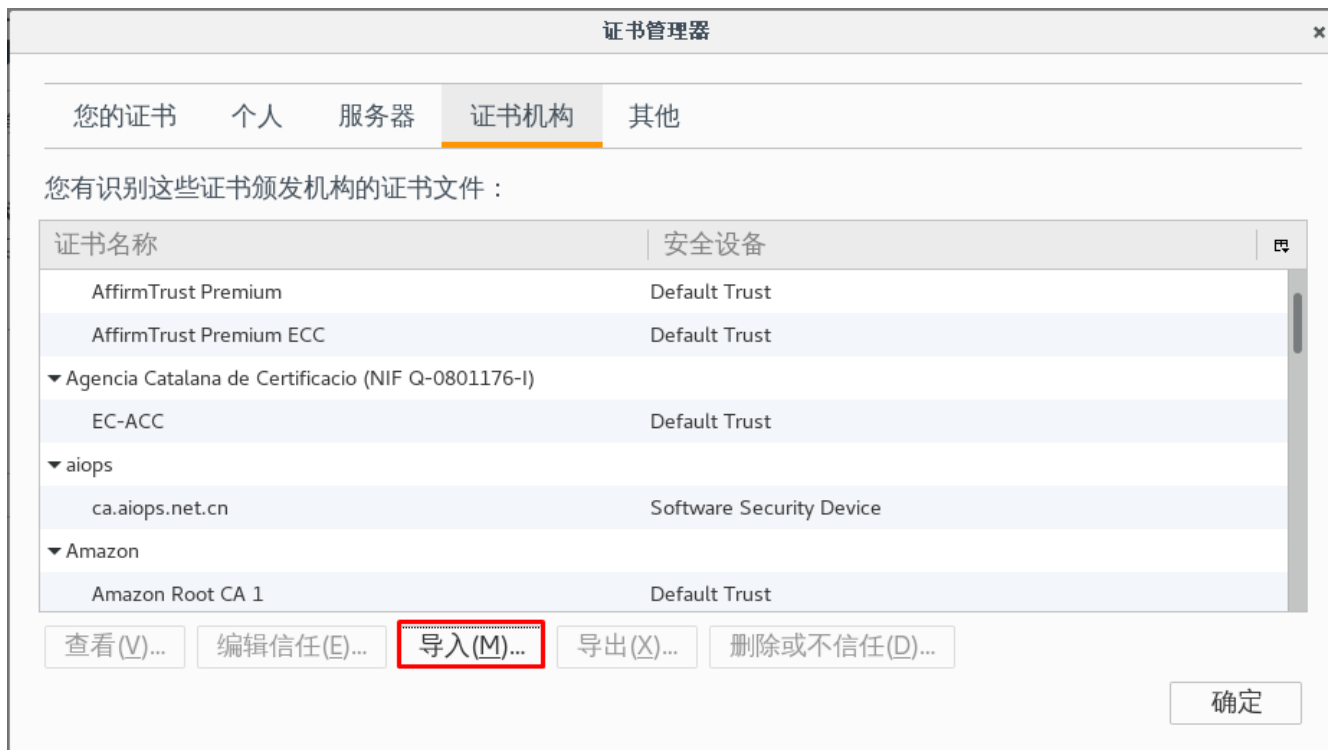 证书管理器
您的证书 个人 服务器 证书机构 其他
您有识别这些证书颁发机构的证书文件：
证书名称 安全设备
AffirmTrust Premium Default Trust
AffirmTrust Premium ECC Default Trust
Agencia Catalana de Certificacio (NIF Q-0801176-I)
EC-ACC Default Trust
aiops
ca.aiops.net.cn Software Security Device
Amazon
Amazon Root CA 1 Default Trust
查看(V)... 编辑信任(E)... 导入(M)... 导出(X)... 删除或不信任(D)...
确定